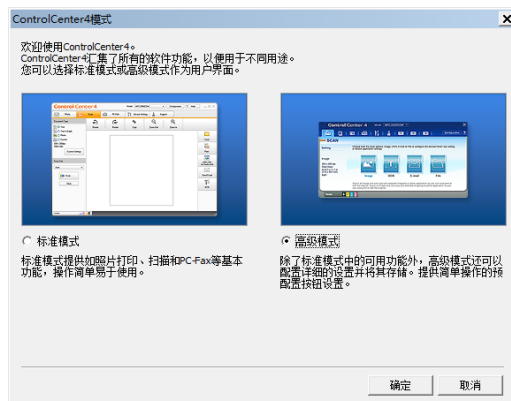 ControlCenter4模式
欢迎使用ControlCenter4。
ControlCenter4汇集了所有的软件功能，以便用于不同用途。
您可以选择标准模式或高级模式作为用户界面。
Control Center 4
Control Center 4
SCAN
标准模式
高级模式
标准模式提供如照片打印、扫描和PC-Fax等基本
功能，操作简单易于使用。
除了标准模式中的可用功能外，高级模式还可以
配置详细的设置并将其存储。提供简单操作的预
配置按钮设置。
确定
取消